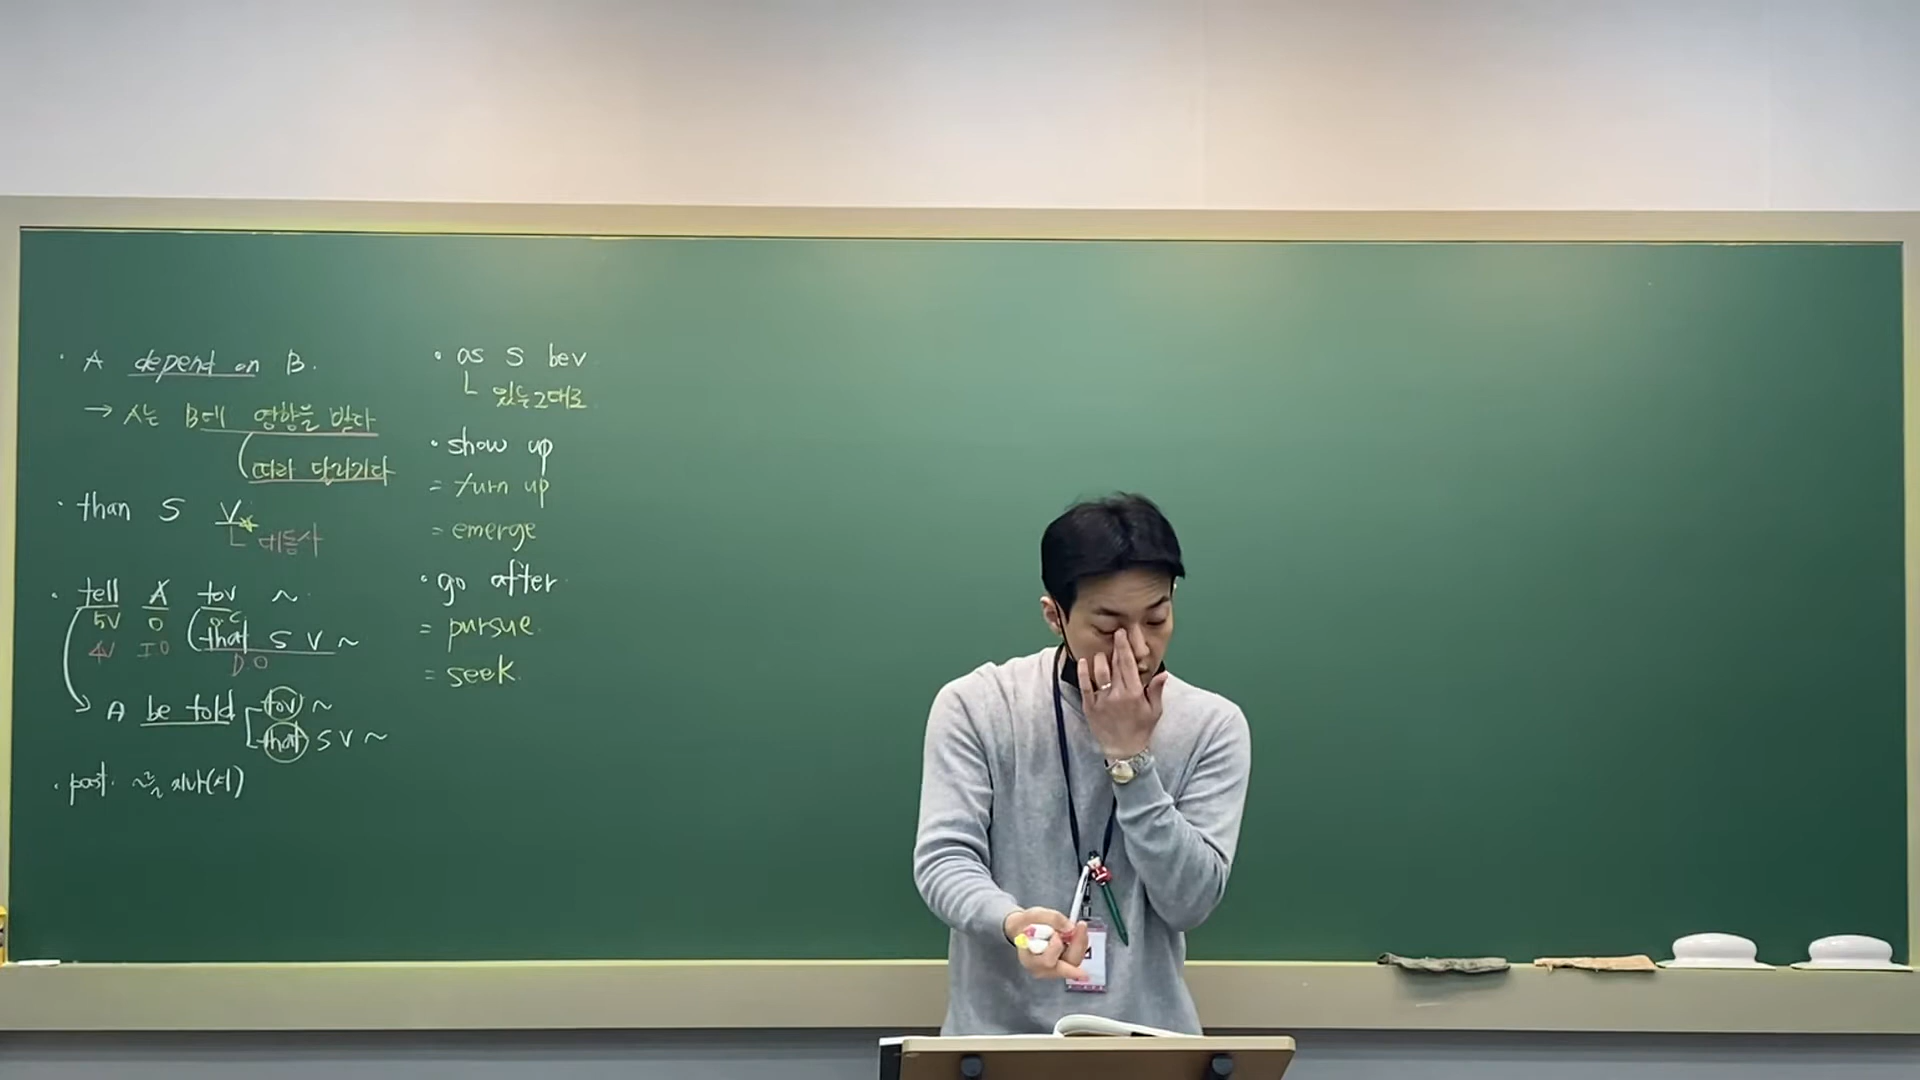 · A depend on B.
→ A는 B에 영향을 받다
(따라 달라지다
· than S V
└ 대동사
· tell A tov ~
5V O O.C
(that S V ~
4V I.O D.O
A be told tov ~
that S V ~
· past. ~을 지나(서)
· as S bev
└ 있는 그대로
· show up
= turn up
= emerge
· go after
= pursue
= seek